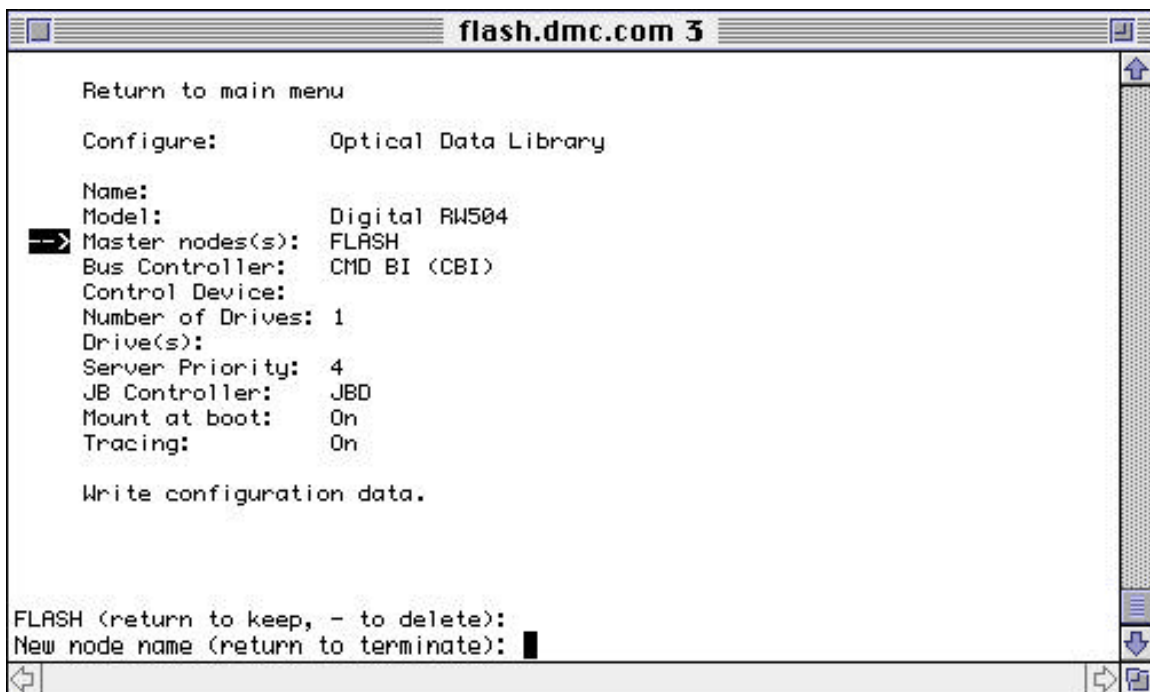 flash.dmc.com 3
Return to main menu
Configure: Optical Data Library
Name:
Model: Digital RW504
--> Master nodes(s): FLASH
Bus Controller: CMD BI (CBI)
Control Device:
Number of Drives: 1
Drive(s):
Server Priority: 4
JB Controller: JBD
Mount at boot: On
Tracing: On
Write configuration data.
FLASH (return to keep, - to delete):
New node name (return to terminate):